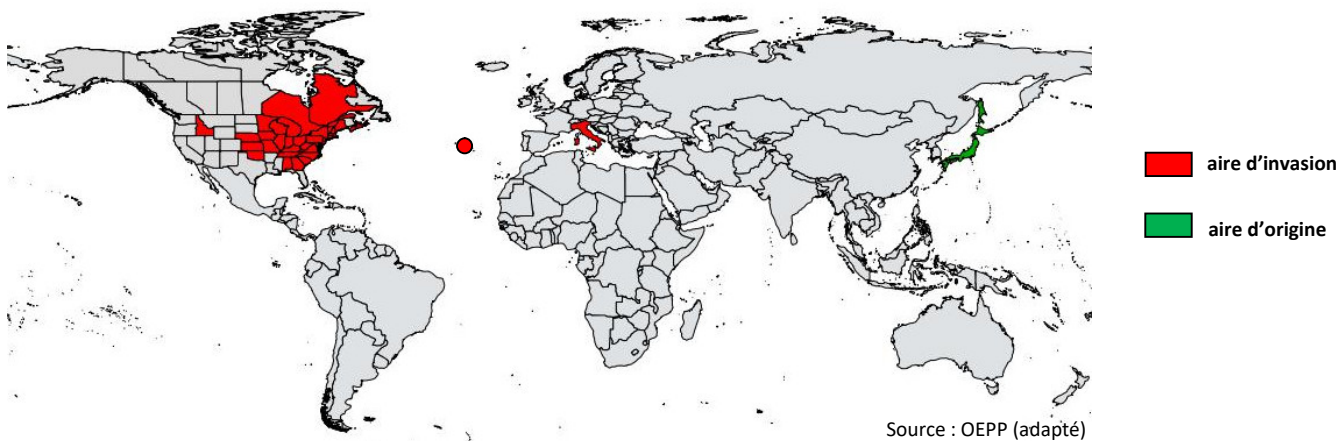 aire d’invasion
aire d’origine
Source : OEPP (adapté)